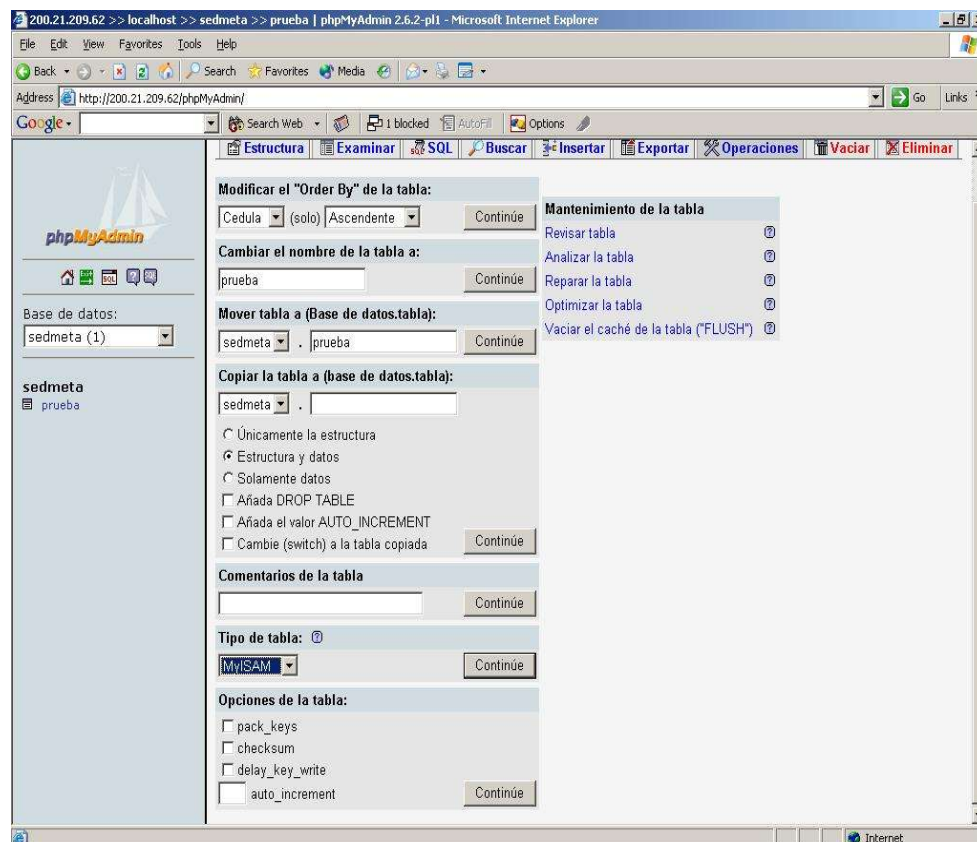 200.21.209.62 >> localhost >> sedmeta >> prueba | phpMyAdmin 2.6.2-pl1 - Microsoft Internet Explorer
File Edit View Favorites Tools Help
Back Search Favorites Media
Address http://200.21.209.62/phpMyAdmin/ Go Links
Google Search Web 1 blocked AutoFill Options
Estructura Examinar SQL Buscar Insertar Exportar Operaciones Vaciar Eliminar
phpMyAdmin
SQL
Base de datos:
sedmeta (1)
sedmeta
prueba
Modificar el "Order By" de la tabla:
Cedula (solo) Ascendente Continúe
Cambiar el nombre de la tabla a:
prueba Continúe
Mover tabla a (Base de datos.tabla):
sedmeta . prueba Continúe
Copiar la tabla a (base de datos.tabla):
sedmeta .
Únicamente la estructura
Estructura y datos
Solamente datos
Añada DROP TABLE
Añada el valor AUTO_INCREMENT
Cambie (switch) a la tabla copiada Continúe
Comentarios de la tabla
Continúe
Tipo de tabla:
MyISAM Continúe
Opciones de la tabla:
pack_keys
checksum
delay_key_write
auto_increment Continúe
Mantenimiento de la tabla
Revisar tabla
Analizar la tabla
Reparar la tabla
Optimizar la tabla
Vaciar el caché de la tabla ("FLUSH")
Internet